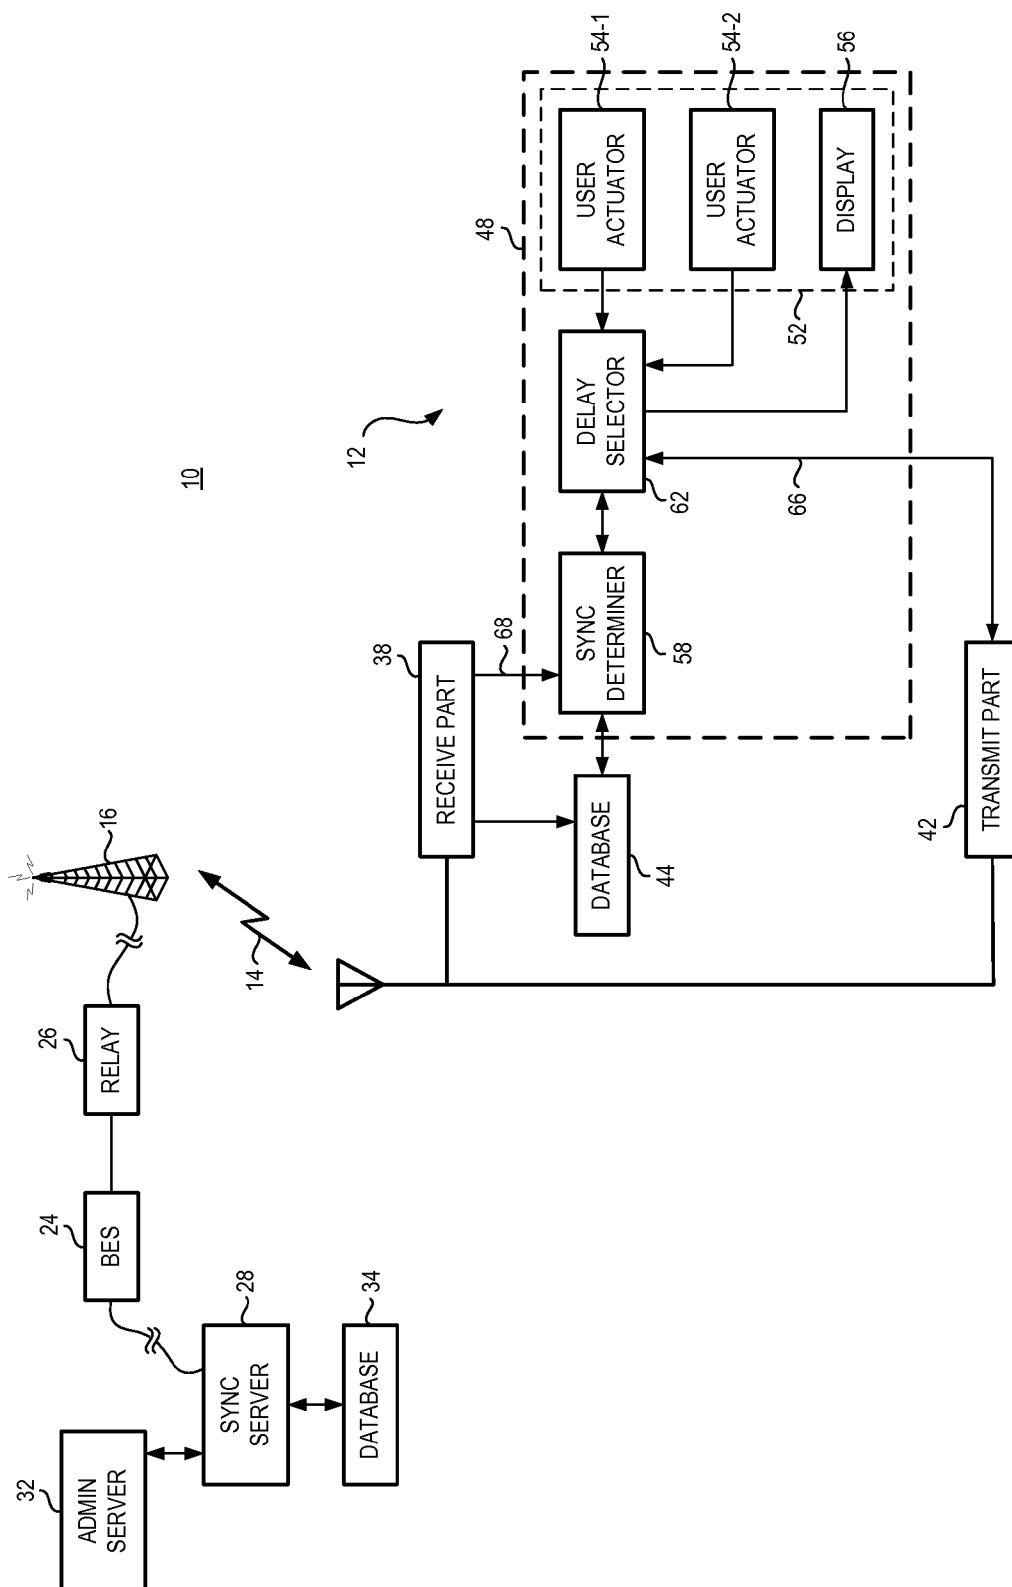 10
32
ADMIN
SERVER
28
SYNC
SERVER
34
DATABASE
24
BES
26
RELAY
16
14
12
38
RECEIVE PART
68
44
DATABASE
48
58
SYNC
DETERMINER
62
DELAY
SELECTOR
66
52
54-1
USER
ACTUATOR
54-2
USER
ACTUATOR
56
DISPLAY
42
TRANSMIT PART